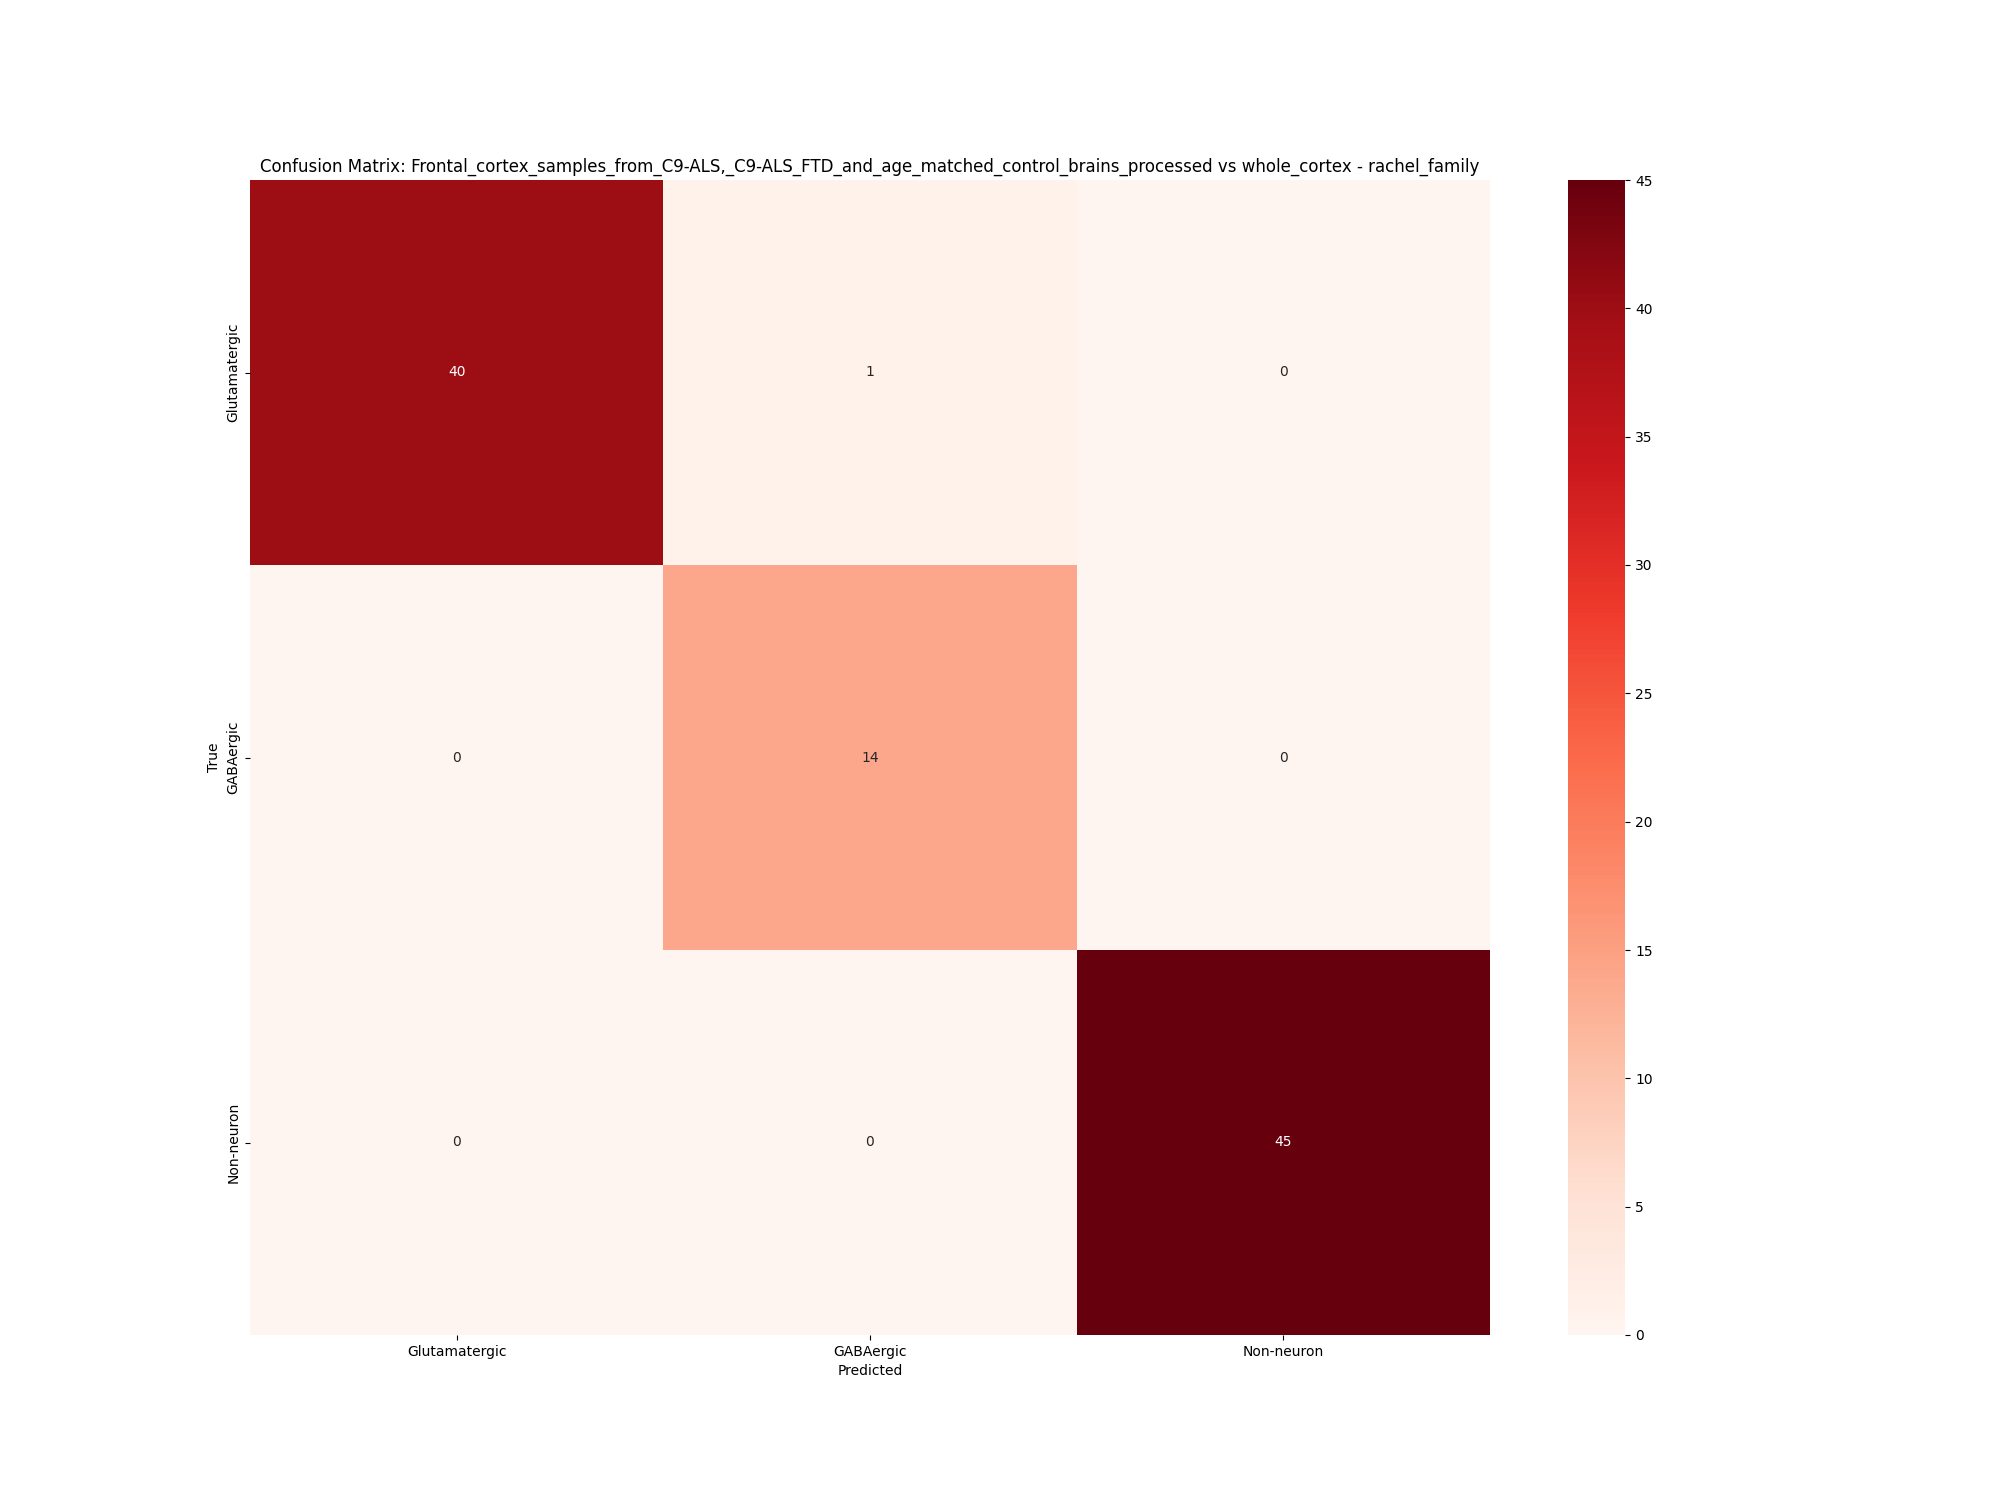 Confusion Matrix: Frontal_cortex_samples_from_C9-ALS,_C9-ALS_FTD_and_age_matched_control_brains_processed vs whole_cortex - rachel_family
True
Glutamatergic
GABAergic
Non-neuron
40
1
0
0
14
0
0
0
45
Glutamatergic
GABAergic
Non-neuron
Predicted
45
40
35
30
25
20
15
10
5
0